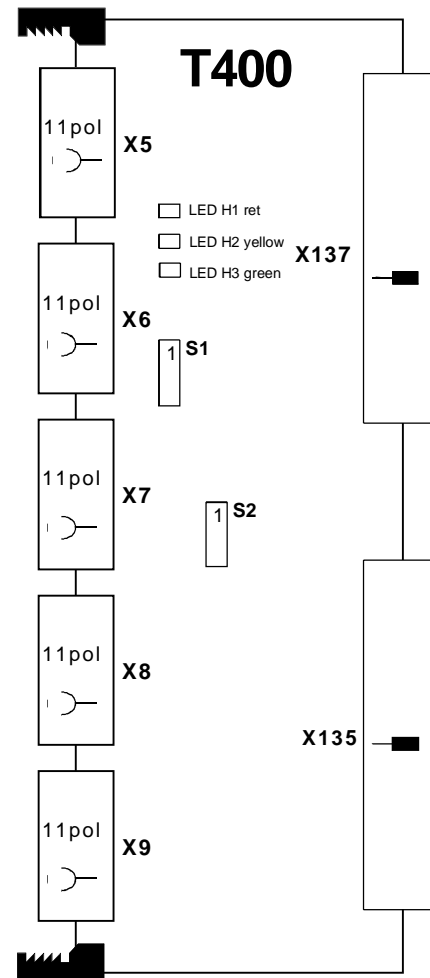 T400
11pol
X5
LED H1 ret
LED H2 yellow
LED H3 green
X137
11pol
X6
1
S1
11pol
X7
1
S2
11pol
X8
X135
11pol
X9